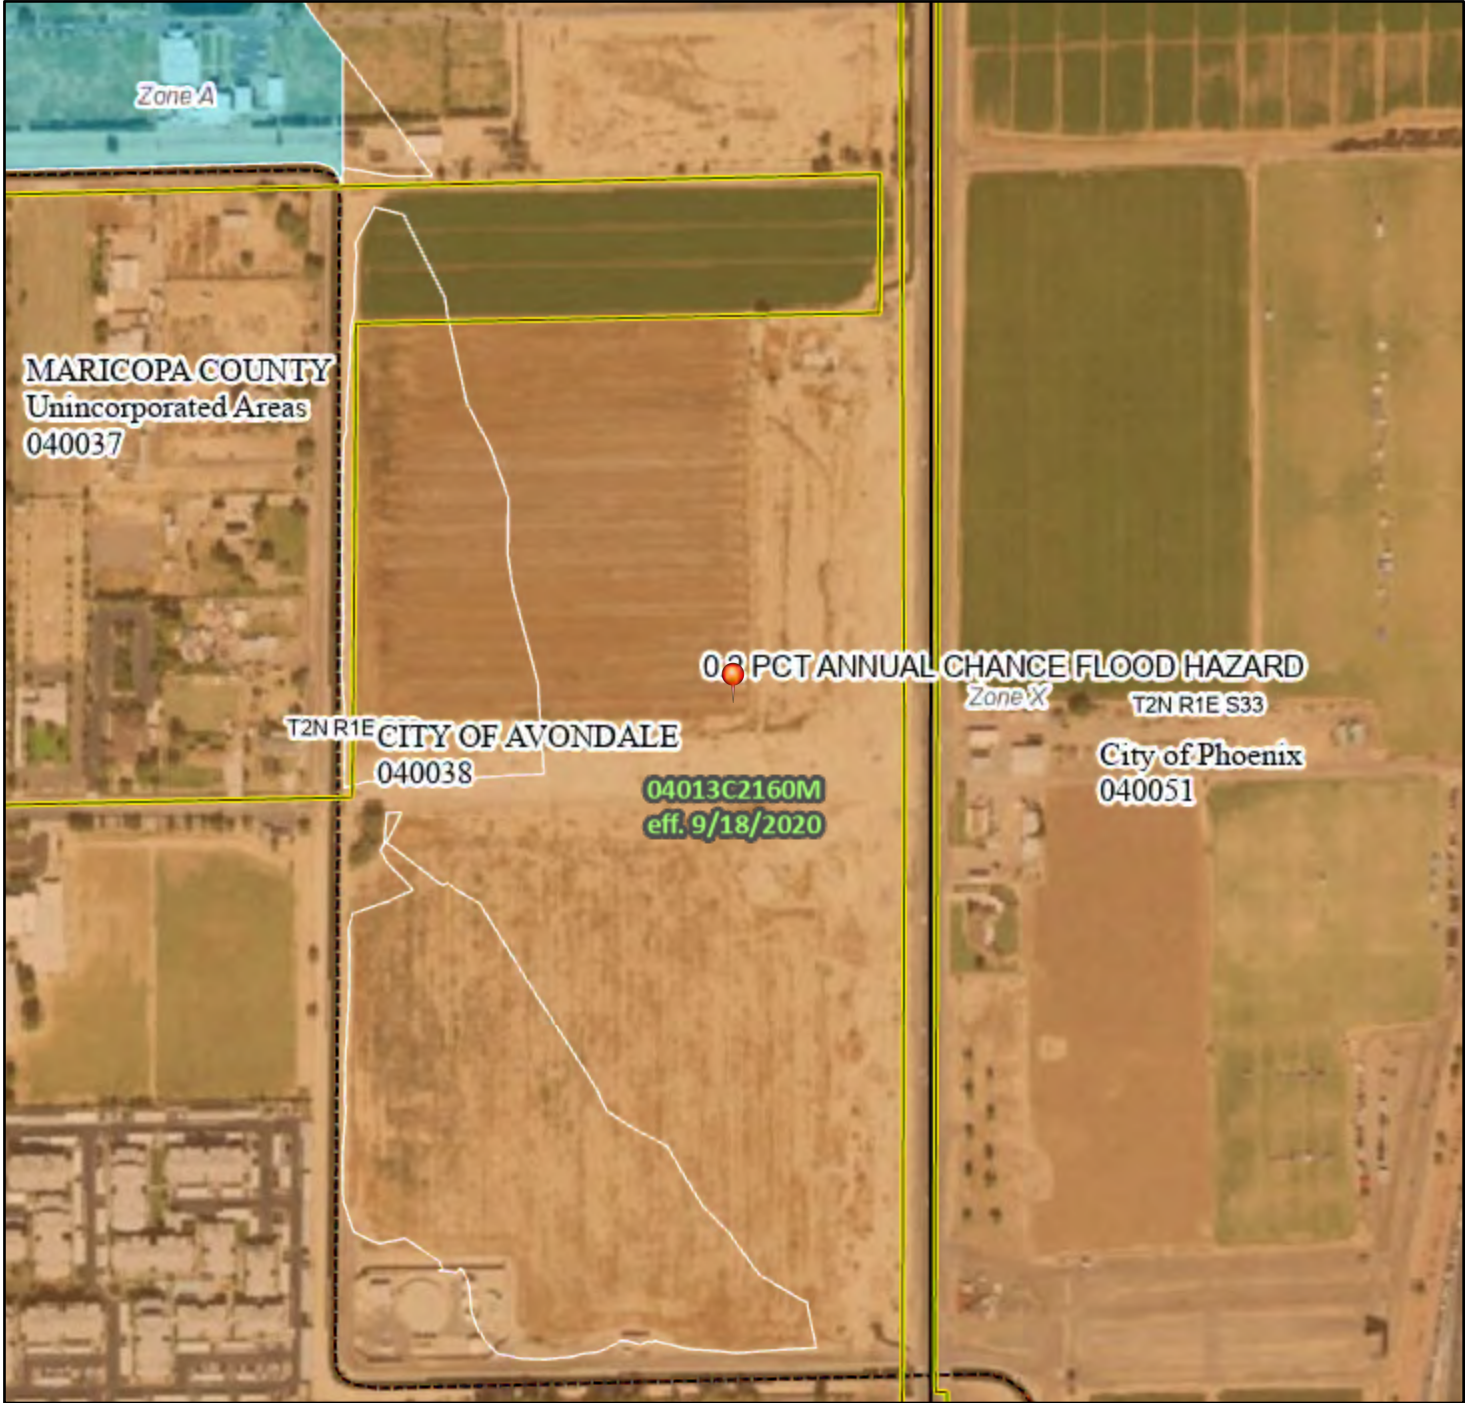 Zone A
MARICOPA COUNTY
Unincorporated Areas
040037
PCT ANNUAL CHANCE FLOOD HAZARD
Zone X
T2N R1E S33
T2N R1E
CITY OF AVONDALE
040038
City of Phoenix
040051
04013C2160M
eff. 9/18/2020